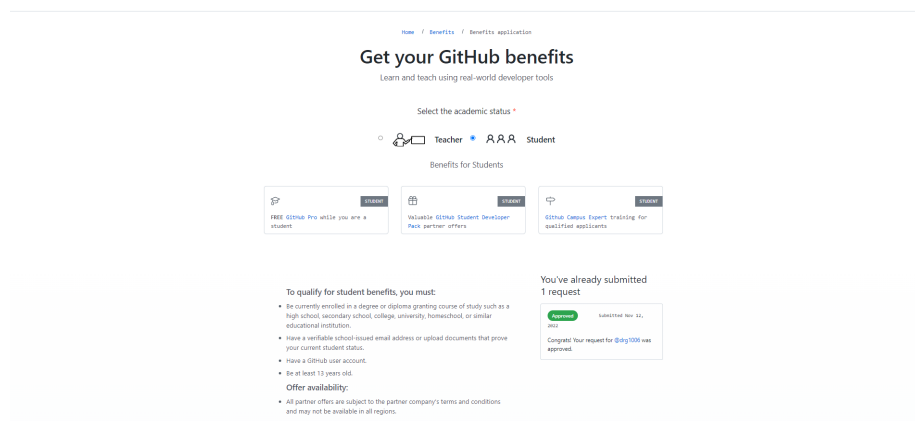 Home / Benefits / Benefits application
Get your GitHub benefits
Learn and teach using real-world developer tools
Select the academic status *
Teacher
Student
Benefits for Students
STUDENT
FREE GitHub Pro while you are a
student
STUDENT
Valuable GitHub Student Developer
Pack partner offers
STUDENT
Github Campus Expert training for
qualified applicants
To qualify for student benefits, you must:
• Be currently enrolled in a degree or diploma granting course of study such as a
high school, secondary school, college, university, homeschool, or similar
educational institution.
• Have a verifiable school-issued email address or upload documents that prove
your current student status.
• Have a GitHub user account.
• Be at least 13 years old.
Offer availability:
• All partner offers are subject to the partner company's terms and conditions
and may not be available in all regions.
You've already submitted
1 request
Approved Submitted Nov 12,
2022
Congrats! Your request for @drg1006 was
approved.